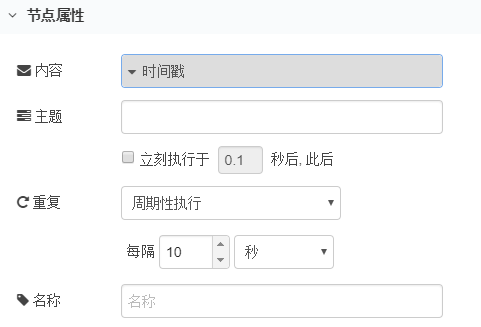 节点属性
内容 时间戳
主题
立刻执行于 0.1 秒后, 此后
重复 周期性执行
每隔 10 秒
名称 名称